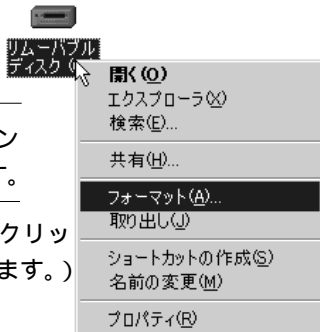 リムーバブル
ディスク (
開く(O)
エクスプローラ(X)
検索(E)...
共有(H)...
フォーマット(A)...
取り出し(J)
ショートカットの作成(S)
名前の変更(M)
プロパティ(R)
ン
す。
クリッ
ます。)